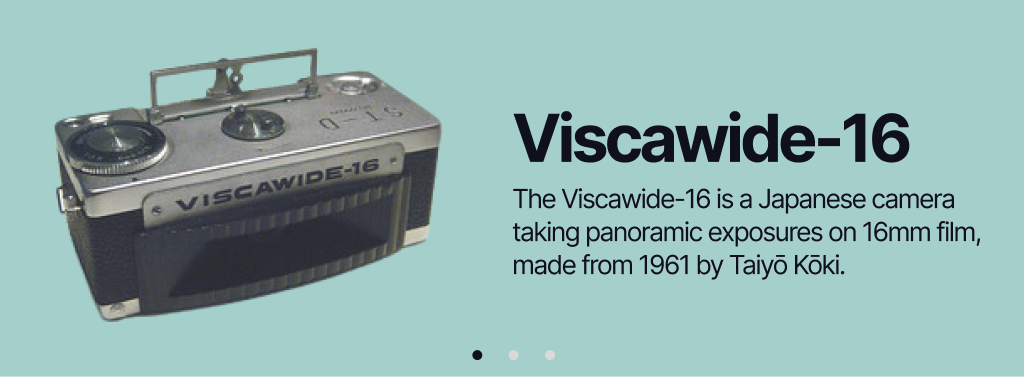 VISCAWIDE-16
ST-D
Viscawide-16
The Viscawide-16 is a Japanese camera
taking panoramic exposures on 16mm film,
made from 1961 by Taiyō Kōki.